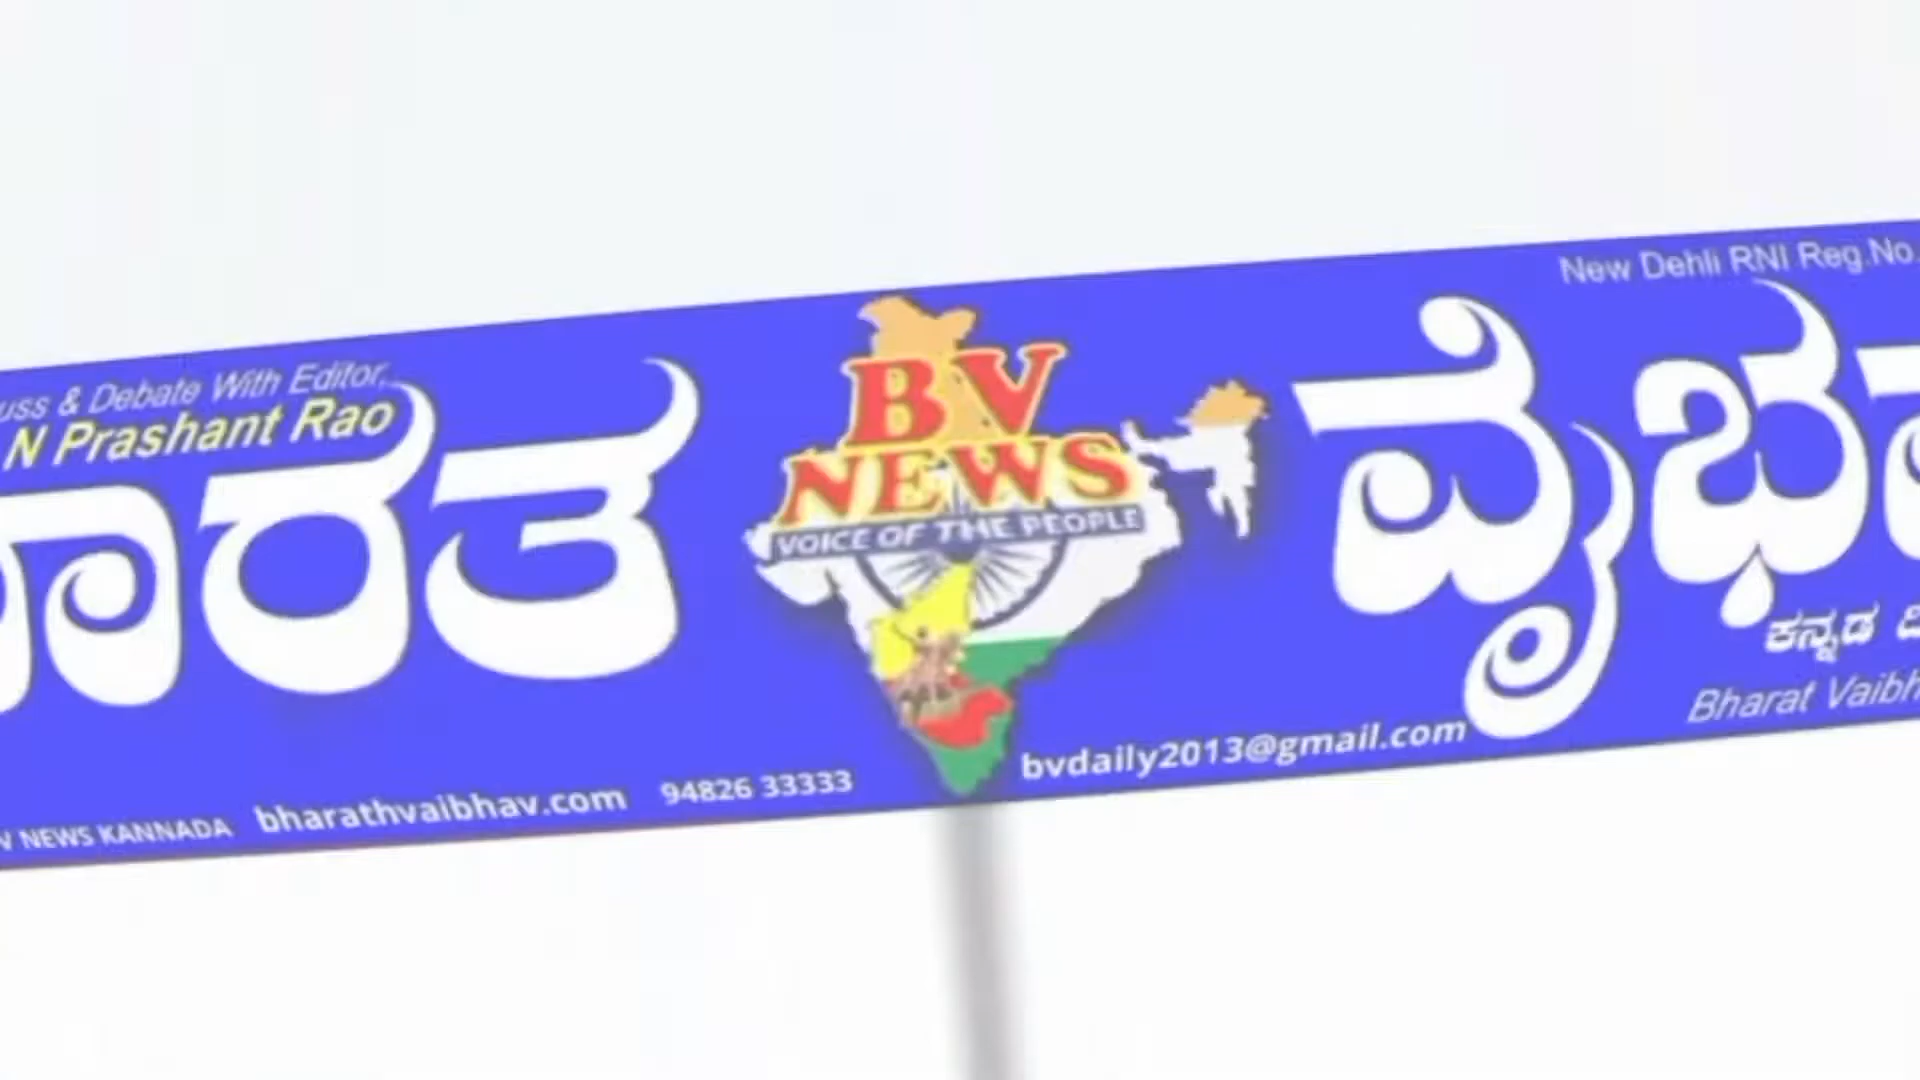 New Dehli RNI Reg.No.
& Debate With Editor,
N Prashant Rao
ಭಾರತ
BV
NEWS
VOICE OF THE PEOPLE
ವೈಭ
ಕನ್ನಡ
Bharat Vaibh
NEWS KANNADA bharathvaibhav.com 94826 33333 bvdaily2013@gmail.com